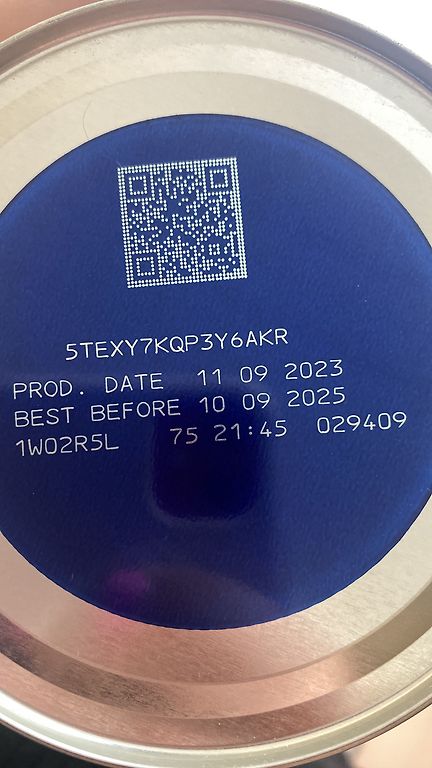 5TEXY7KQP3Y6AKR
PROD. DATE 11 09 2023
BEST BEFORE 10 09 2025
1W02R5L 75 21:45 029409